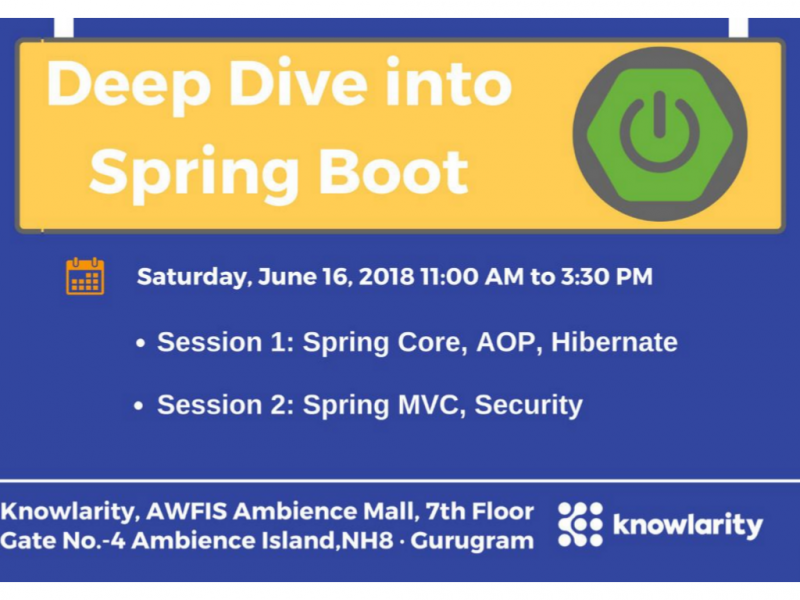 Deep Dive into
Spring Boot
Saturday, June 16, 2018 11:00 AM to 3:30 PM
• Session 1: Spring Core, AOP, Hibernate
• Session 2: Spring MVC, Security
Knowlarity, AWFIS Ambience Mall, 7th Floor
Gate No.-4 Ambience Island,NH8 · Gurugram
knowlarity